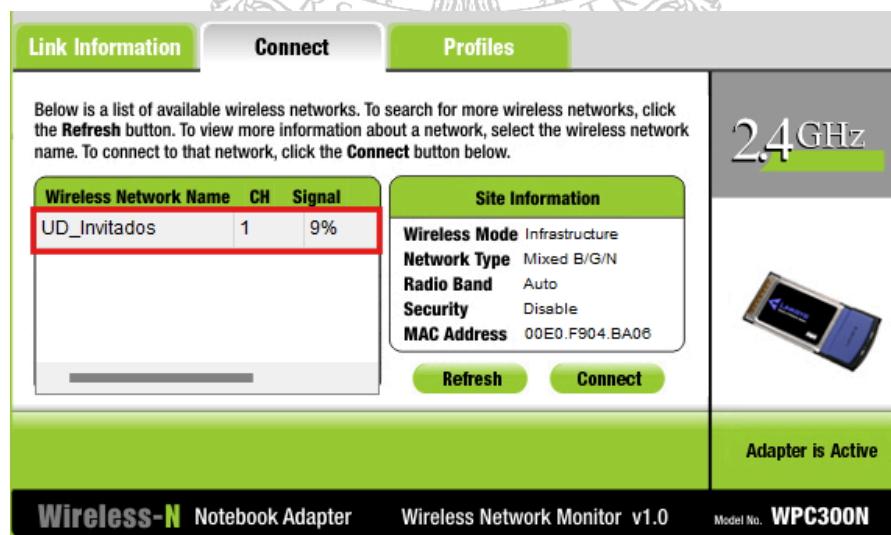 Link Information
Connect
Profiles
Below is a list of available wireless networks. To search for more wireless networks, click
the Refresh button. To view more information about a network, select the wireless network
name. To connect to that network, click the Connect button below.
2.4GHz
Wireless Network Name CH Signal
UD_Invitados 1 9%
Site Information
Wireless Mode Infrastructure
Network Type Mixed B/G/N
Radio Band Auto
Security Disable
MAC Address 00E0.F904.BA06
Refresh
Connect
LINKSYS
Adapter is Active
Wireless-N Notebook Adapter Wireless Network Monitor v1.0 Model No. WPC300N